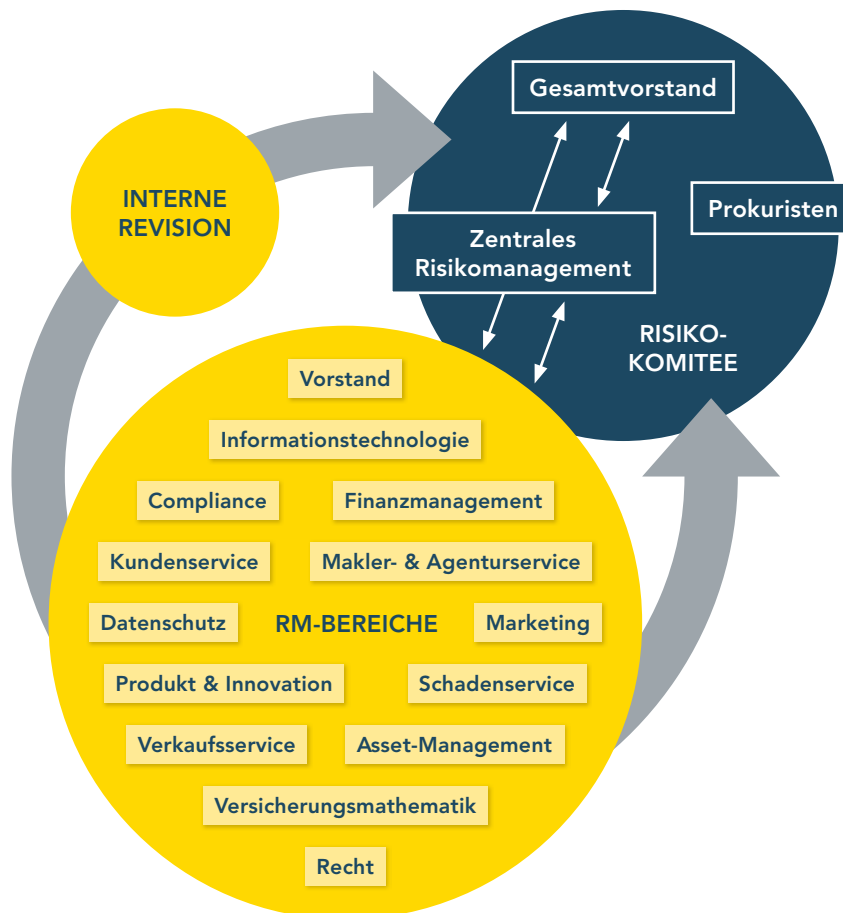 Gesamtvorstand
INTERNE
REVISION
Prokuristen
Zentrales
Risikomanagement
RISIKO-
KOMITEE
Vorstand
Informationstechnologie
Compliance
Finanzmanagement
Kundenservice
Makler- & Agenturservice
Datenschutz
RM-BEREICHE
Marketing
Produkt & Innovation
Schadenservice
Verkaufsservice
Asset-Management
Versicherungsmathematik
Recht